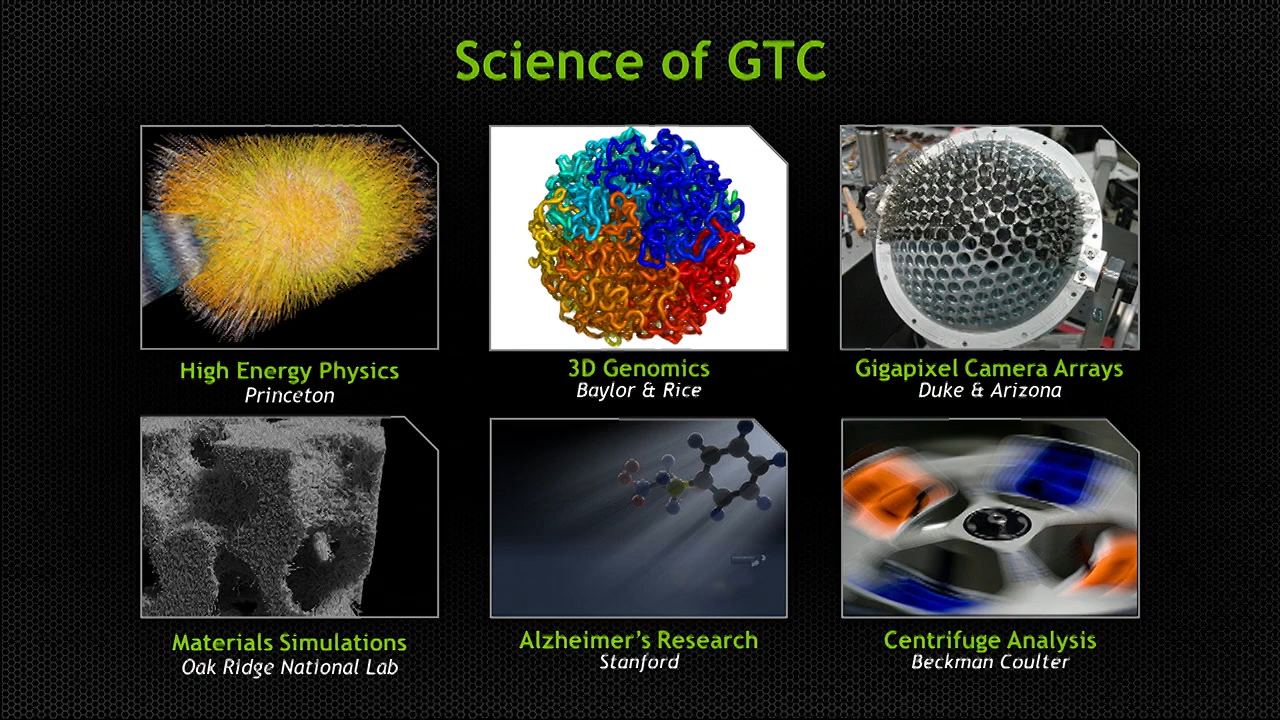 Science of GTC
High Energy Physics
Princeton
3D Genomics
Baylor & Rice
Gigapixel Camera Arrays
Duke & Arizona
Materials Simulations
Oak Ridge National Lab
Alzheimer's Research
Stanford
Centrifuge Analysis
Beckman Coulter